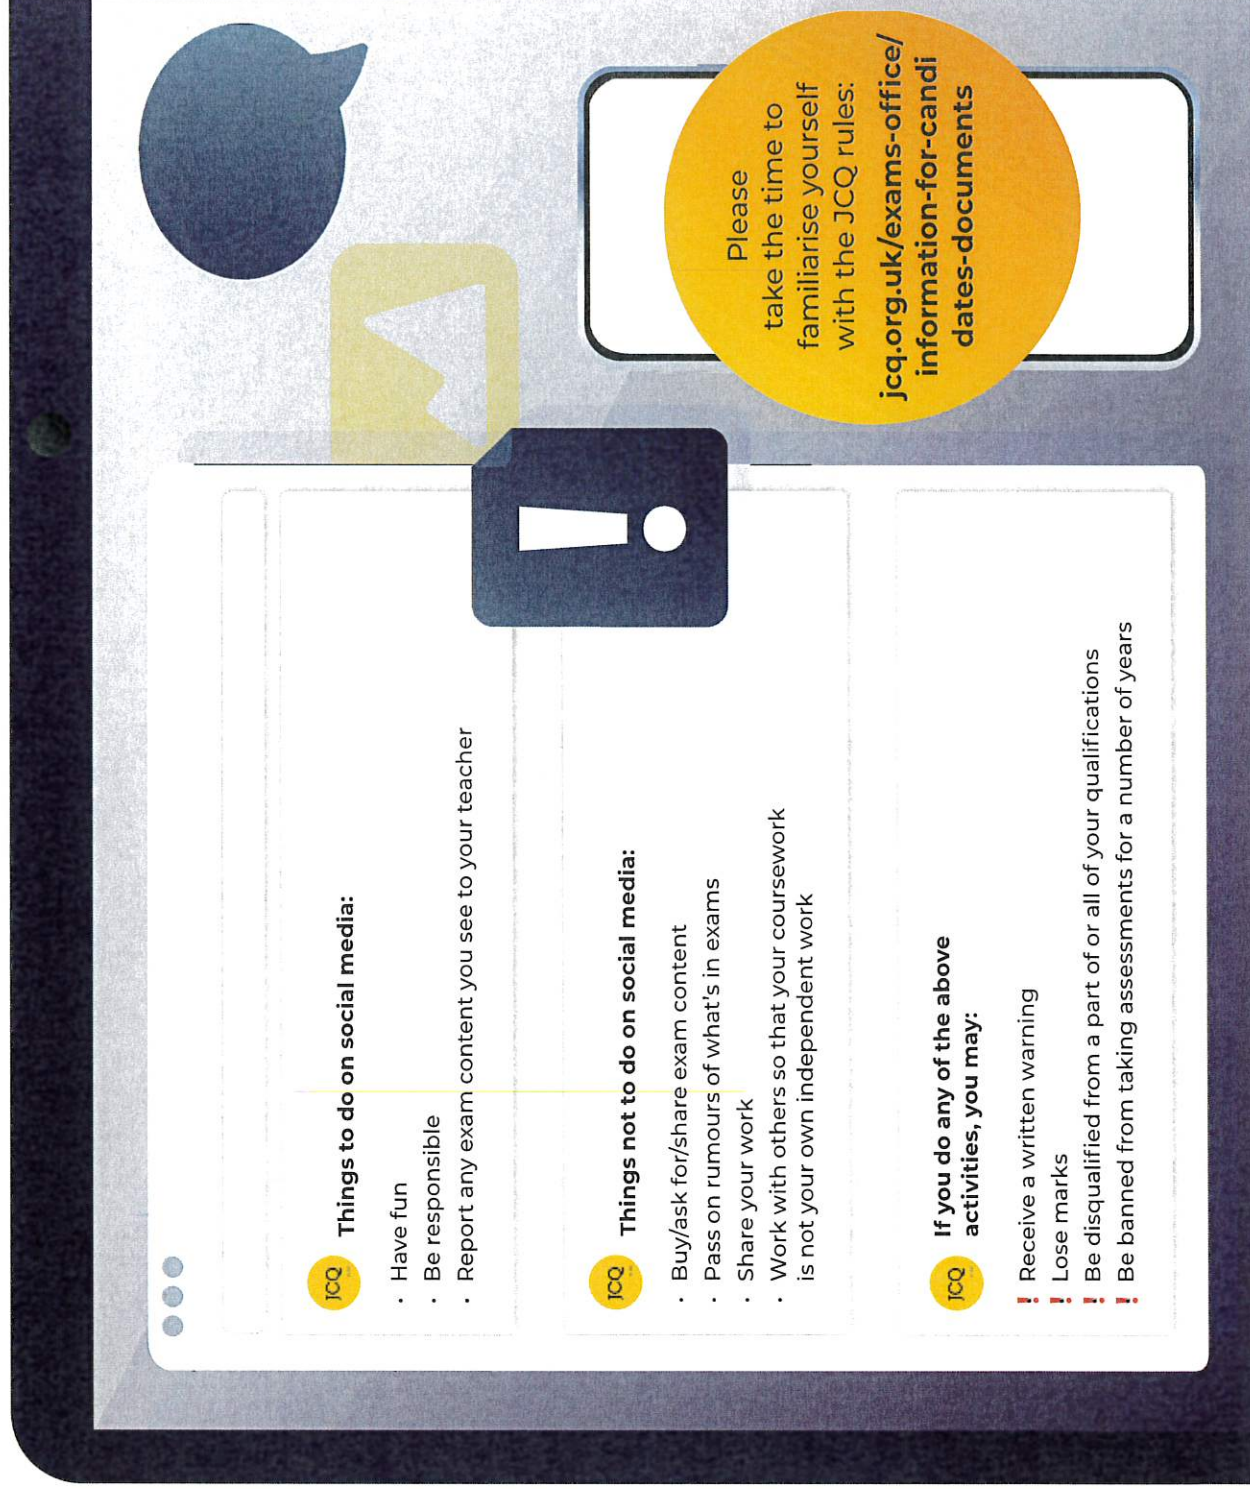 JCQ
Things to do on social media:
· Have fun
· Be responsible
· Report any exam content you see to your teacher
JCQ
Things not to do on social media:
· Buy/ask for/share exam content
· Pass on rumours of what's in exams
· Share your work
· Work with others so that your coursework
is not your own independent work
JCQ
If you do any of the above
activities, you may:
! Receive a written warning
! Lose marks
! Be disqualified from a part of or all of your qualifications
! Be banned from taking assessments for a number of years
!
Please
take the time to
familiarise yourself
with the JCQ rules:
jcq.org.uk/exams-office/
information-for-candi
dates-documents